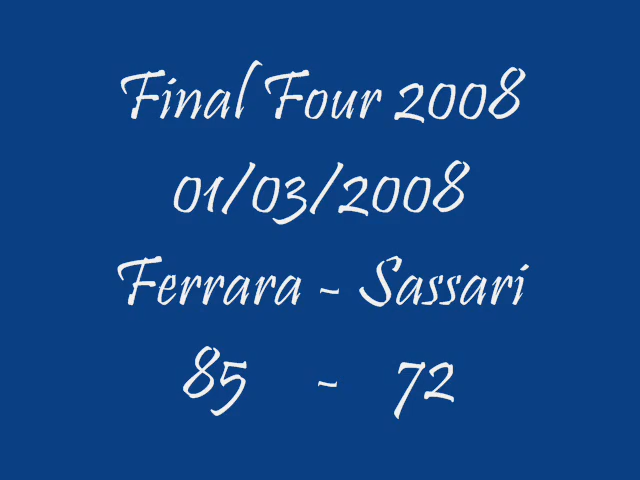 Final Four 2008
01/03/2008
Ferrara - Sassari
85 - 72